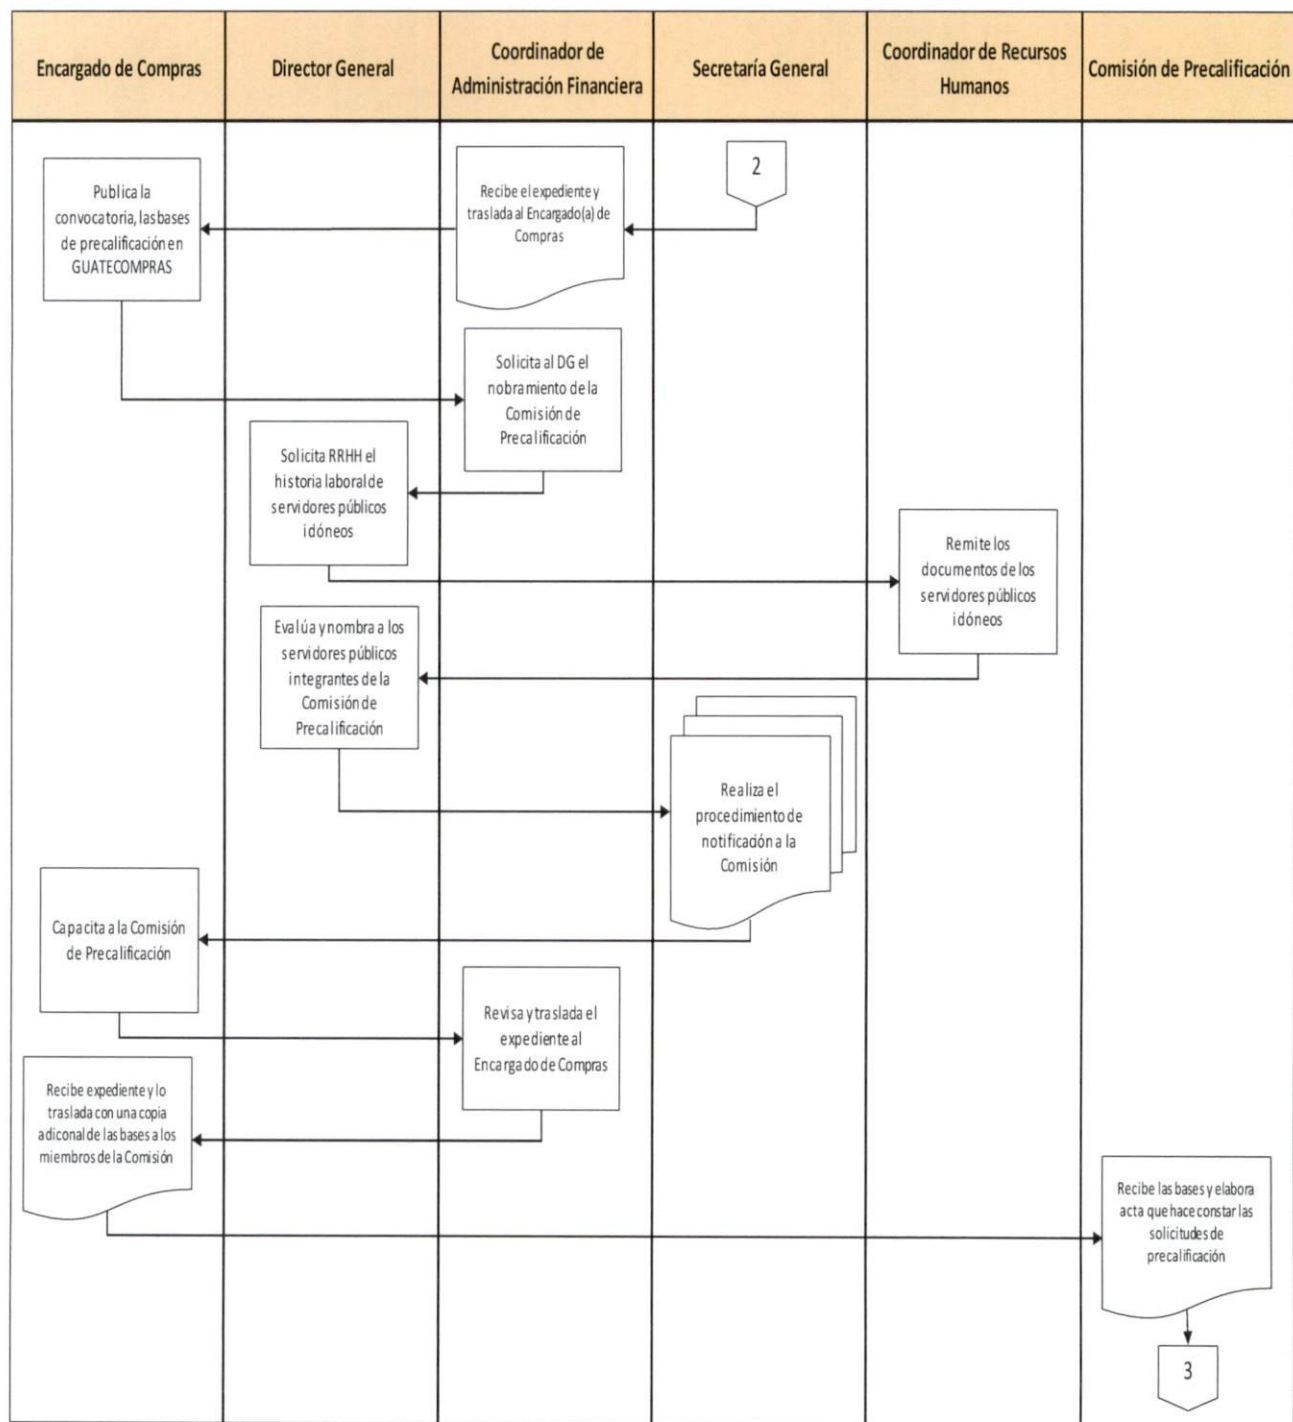 Encargado de Compras
Director General
Coordinador de
Administración Financiera
Secretaría General
Coordinador de Recursos
Humanos
Comisión de Precalificación
2
Recibe el expediente y
traslada al Encargado(a) de
Compras
Publica la
convocatoria, las bases
de precalificación en
GUATECOMPRAS
Solicita al DG el
nobramiento de la
Comisión de
Precalificación
Solicita RRHH el
historia laboral de
servidores públicos
idóneos
Remite los
documentos de los
servidores públicos
idóneos
Evalúa y nombra a los
servidores públicos
integrantes de la
Comisión de
Precalificación
Realiza el
procedimiento de
notificación a la
Comisión
Capacita a la Comisión
de Precalificación
Revisa y traslada el
expediente al
Encargado de Compras
Recibe expediente y lo
traslada con una copia
adiconal de las bases a los
miembros de la Comisión
Recibe las bases y elabora
acta que hace constar las
solicitudes de
precalificación
3